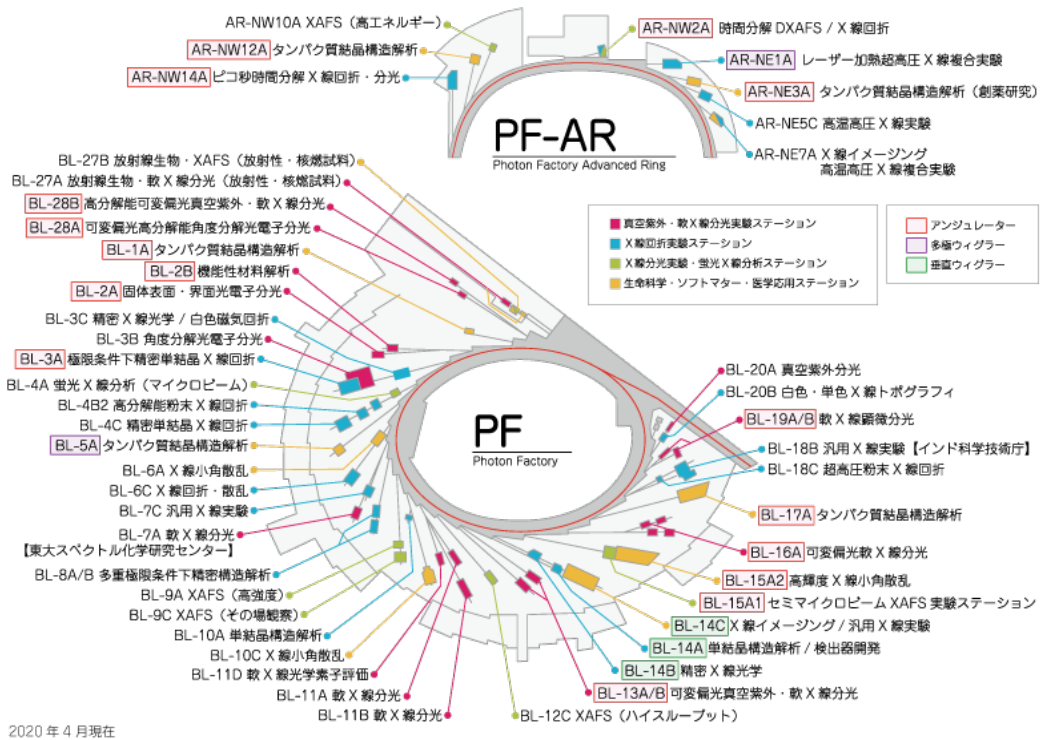 AR-NW10A XAFS（高エネルギー）
AR-NW12A タンパク質結晶構造解析
AR-NW14A ピコ秒時間分解 X 線回折・分光
AR-NW2A 時間分解 DXAFS / X 線回折
AR-NE1A レーザー加熱超高圧 X 線複合実験
AR-NE3A タンパク質結晶構造解析（創薬研究）
AR-NE5C 高温高圧 X 線実験
AR-NE7A X 線イメージング
高温高圧 X 線複合実験
PF-AR
Photon Factory Advanced Ring
BL-27B 放射線生物・XAFS（放射性・核燃試料）
BL-27A 放射線生物・軟 X 線分光（放射性・核燃試料）
BL-28B 高分解能可変偏光真空紫外・軟 X 線分光
BL-28A 可変偏光高分解能角度分解光電子分光
BL-1A タンパク質結晶構造解析
BL-2B 機能性材料解析
BL-2A 固体表面・界面光電子分光
BL-3C 精密 X 線光学 / 白色磁気回折
BL-3B 角度分解光電子分光
BL-3A 極限条件下精密単結晶 X 線回折
BL-4A 蛍光 X 線分析（マイクロビーム）
BL-4B2 高分解能粉末 X 線回折
BL-4C 精密単結晶 X 線回折
BL-5A タンパク質結晶構造解析
BL-6A X 線小角散乱
BL-6C X 線回折・散乱
BL-7C 汎用 X 線実験
BL-7A 軟 X 線分光
【東大スペクトル化学研究センター】
BL-8A/B 多重極限条件下精密構造解析
BL-9A XAFS（高強度）
BL-9C XAFS（その場観察）
BL-10A 単結晶構造解析
BL-10C X 線小角散乱
BL-11D 軟 X 線光学素子評価
BL-11A 軟 X 線分光
BL-11B 軟 X 線分光
真空紫外・軟X線分光実験ステーション
X線回折実験ステーション
X線分光実験・蛍光X線分析ステーション
生命科学・ソフトマター・医学応用ステーション
アンジュレーター
多極ウィグラー
垂直ウィグラー
PF
Photon Factory
BL-20A 真空紫外分光
BL-20B 白色・単色 X 線トポグラフィ
BL-19A/B 軟 X 線顕微分光
BL-18B 汎用 X 線実験【インド科学技術庁】
BL-18C 超高圧粉末 X 線回折
BL-17A タンパク質結晶構造解析
BL-16A 可変偏光軟 X 線分光
BL-15A2 高輝度 X 線小角散乱
BL-15A1 セミマイクロビーム XAFS 実験ステーション
BL-14C X 線イメージング / 汎用 X 線実験
BL-14A 単結晶構造解析 / 検出器開発
BL-14B 精密 X 線光学
BL-13A/B 可変偏光真空紫外・軟 X 線分光
BL-12C XAFS（ハイスループット）
2020 年 4 月現在